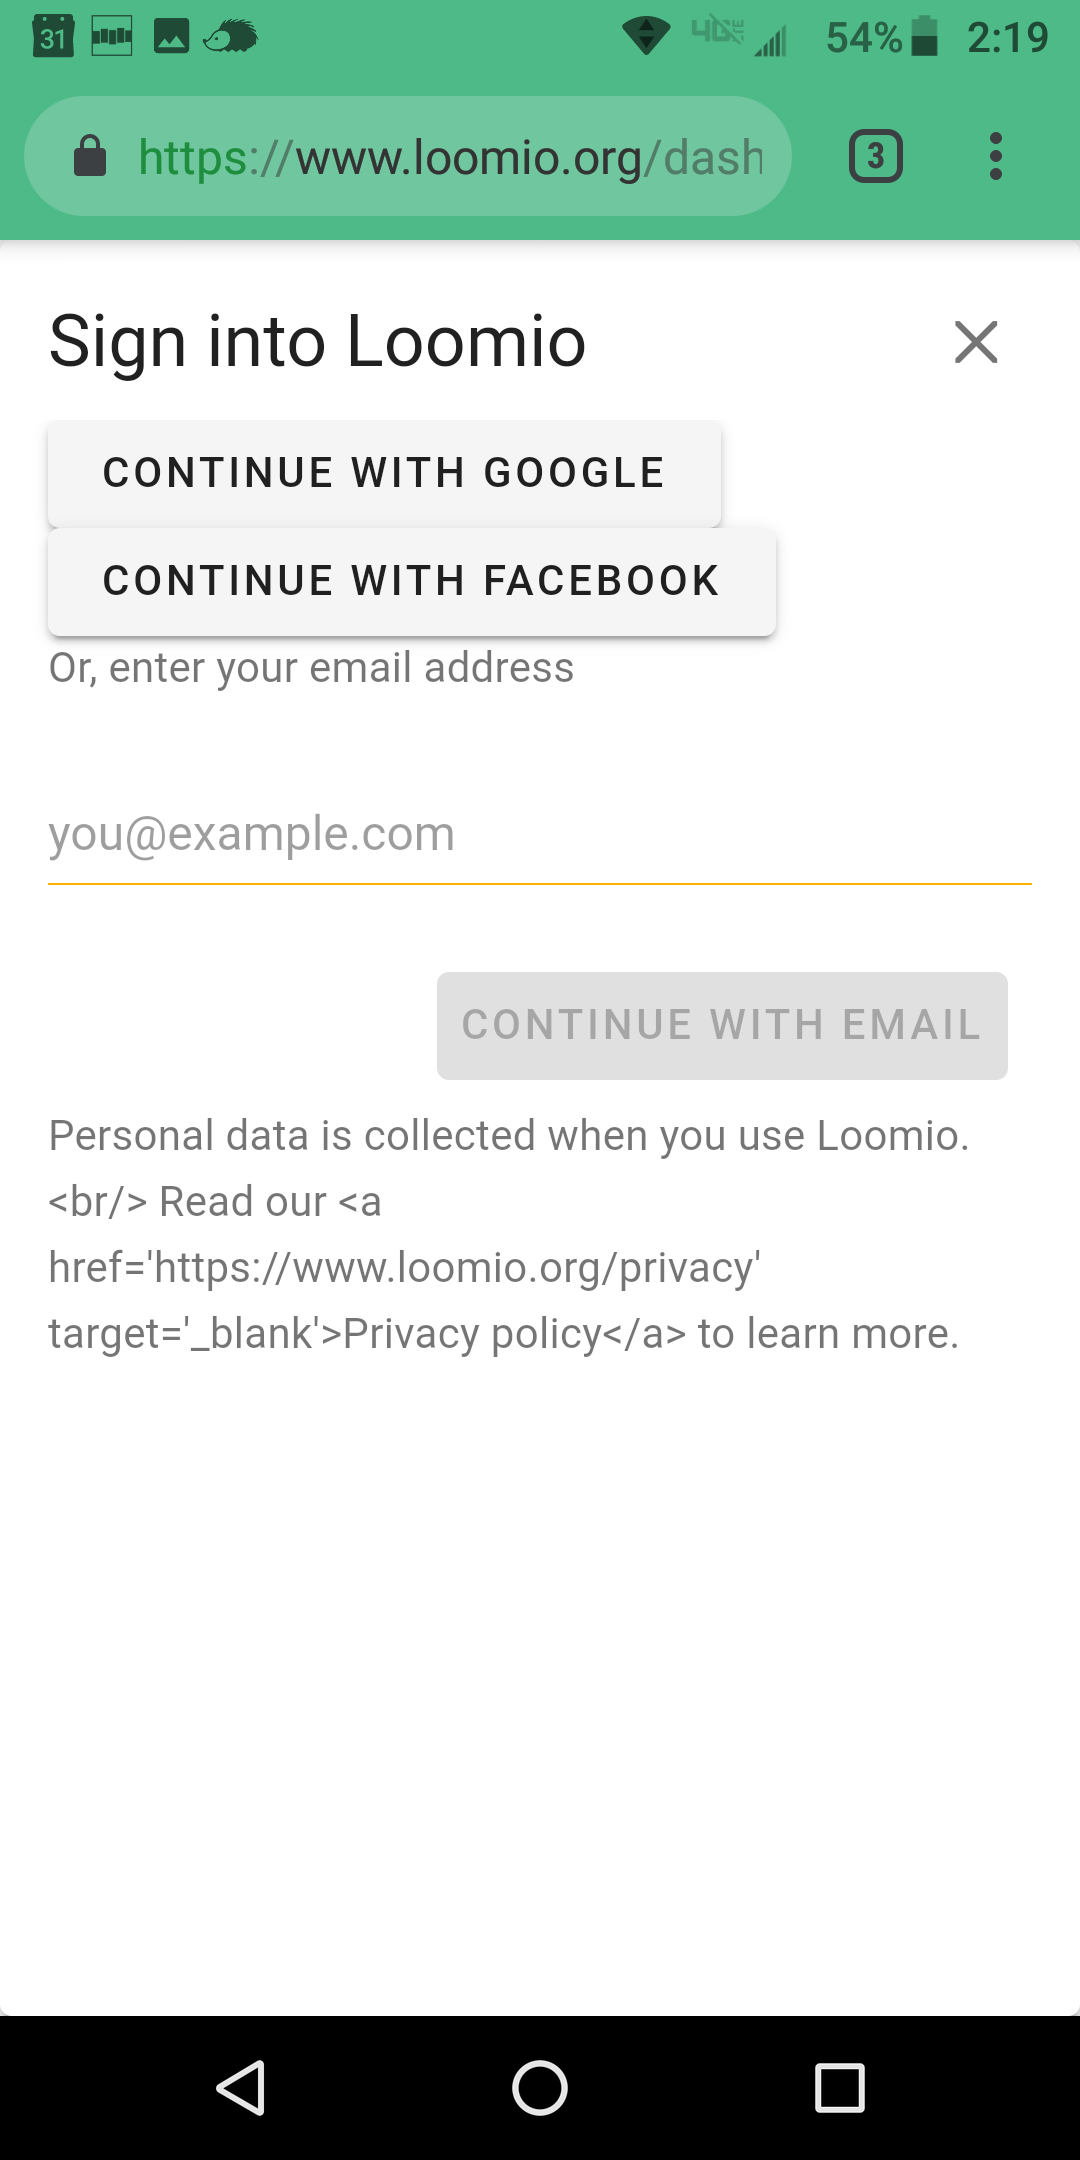 31
54%
2:19
https://www.loomio.org/dash
3
Sign into Loomio
CONTINUE WITH GOOGLE
CONTINUE WITH FACEBOOK
Or, enter your email address
you@example.com
CONTINUE WITH EMAIL
Personal data is collected when you use Loomio.
<br/> Read our <a
href='https://www.loomio.org/privacy'
target='_blank'>Privacy policy</a> to learn more.